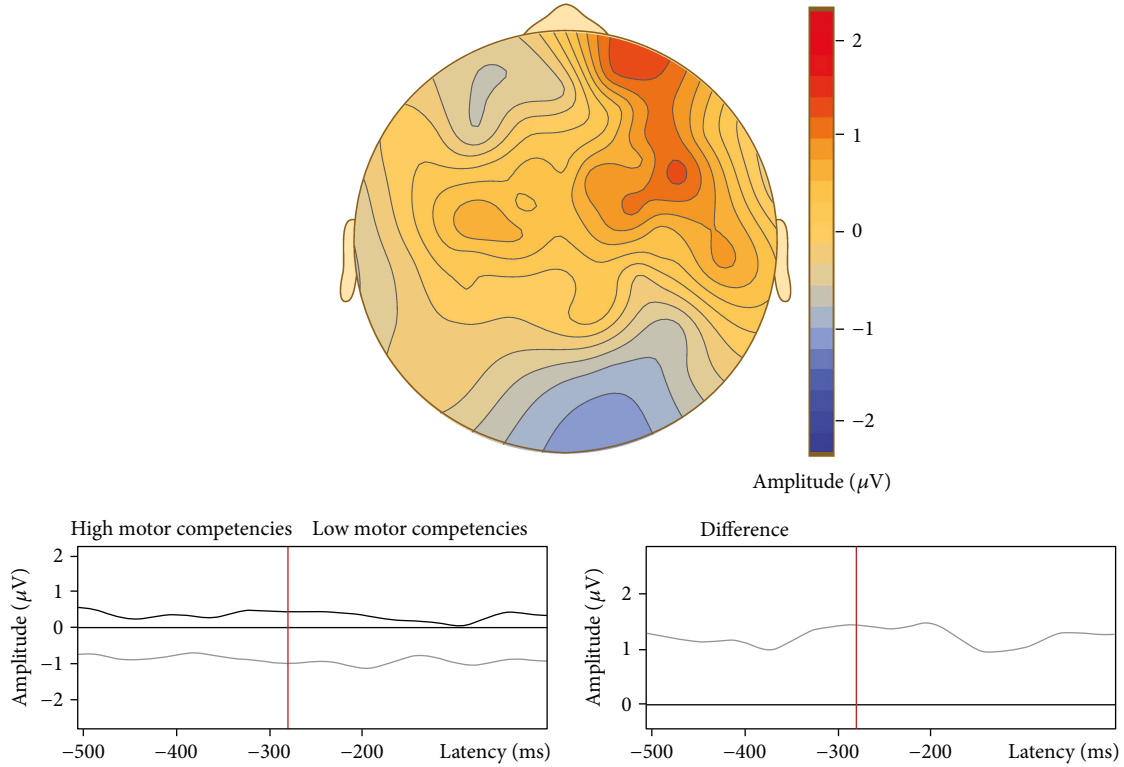 2
1
0
−1
−2
Amplitude (μV)
High motor competencies Low motor competencies
2
1
0
−1
−2
Amplitude (μV)
−500 −400 −300 −200 Latency (ms)
Difference
2
1
0
Amplitude (μV)
−500 −400 −300 −200 Latency (ms)